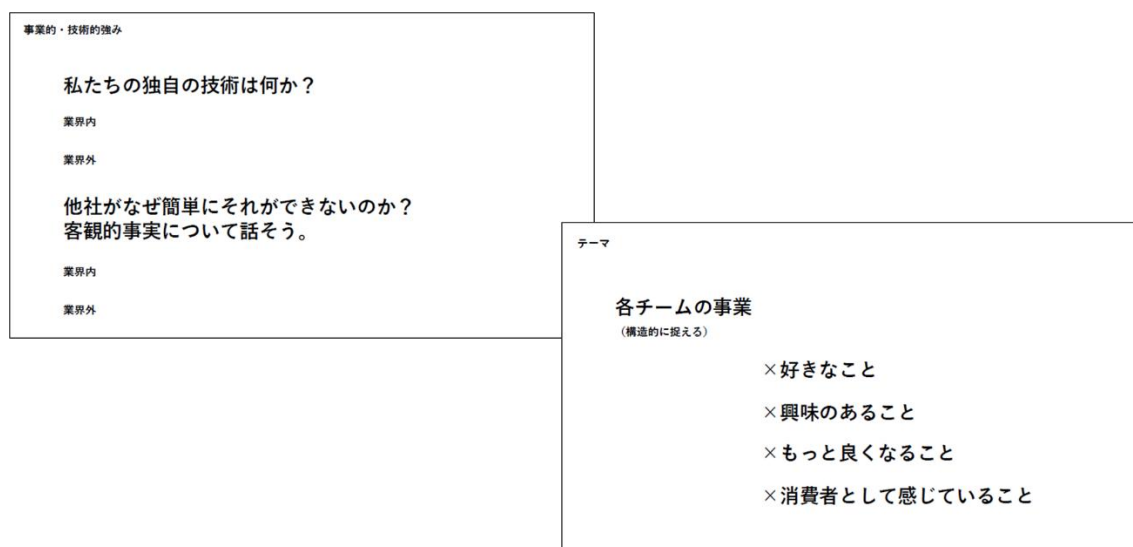 事業的・技術的強み
私たちの独自の技術は何か？
業界内
業界外
他社がなぜ簡単にそれができないのか？
客観的事実について話そう。
業界内
業界外
テーマ
各チームの事業
（構造的に捉える）
×好きなこと
×興味のあること
×もっと良くなること
×消費者として感じていること